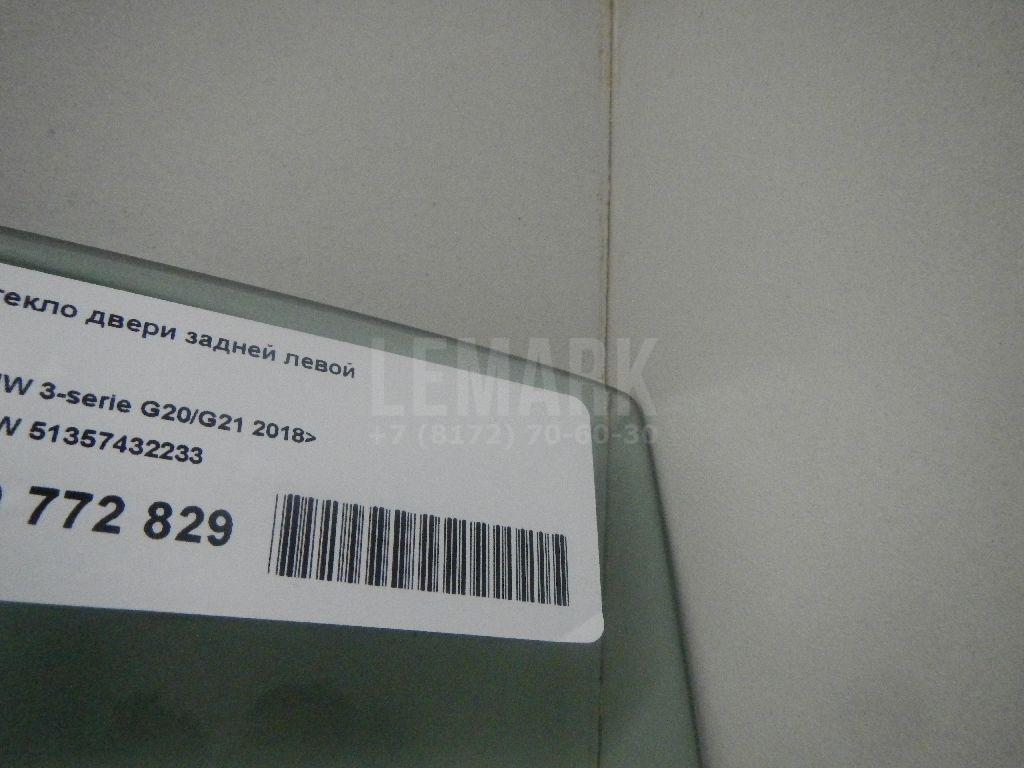 текло двери задней левой
W 3-serie G20/G21 2018>
W 51357432233
772 829
LEMARK
+7 (8172) 70-60-30